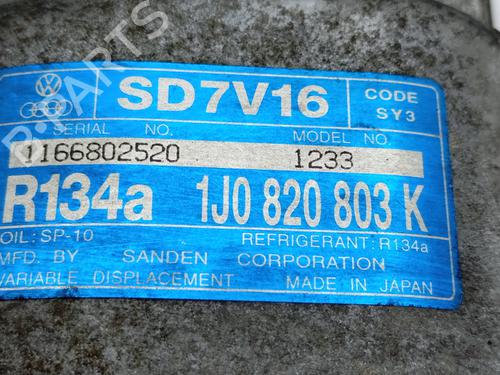 SD7V16
CODE
SY3
SERIAL NO.
MODEL NO.
1166802520
1233
R134a
1J0 820 803 K
OIL: SP-10
REFRIGERANT: R134a
MFD. BY SANDEN CORPORATION
VARIABLE DISPLACEMENT
MADE IN JAPAN
B-PARTS